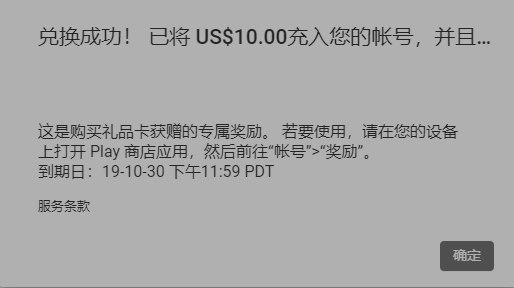 兑换成功！ 已将 US$10.00充入您的帐号，并且...
这是购买礼品卡获赠的专属奖励。 若要使用，请在您的设备
上打开 Play 商店应用，然后前往“帐号”>“奖励”。
到期日：19-10-30 下午11:59 PDT
服务条款
确定